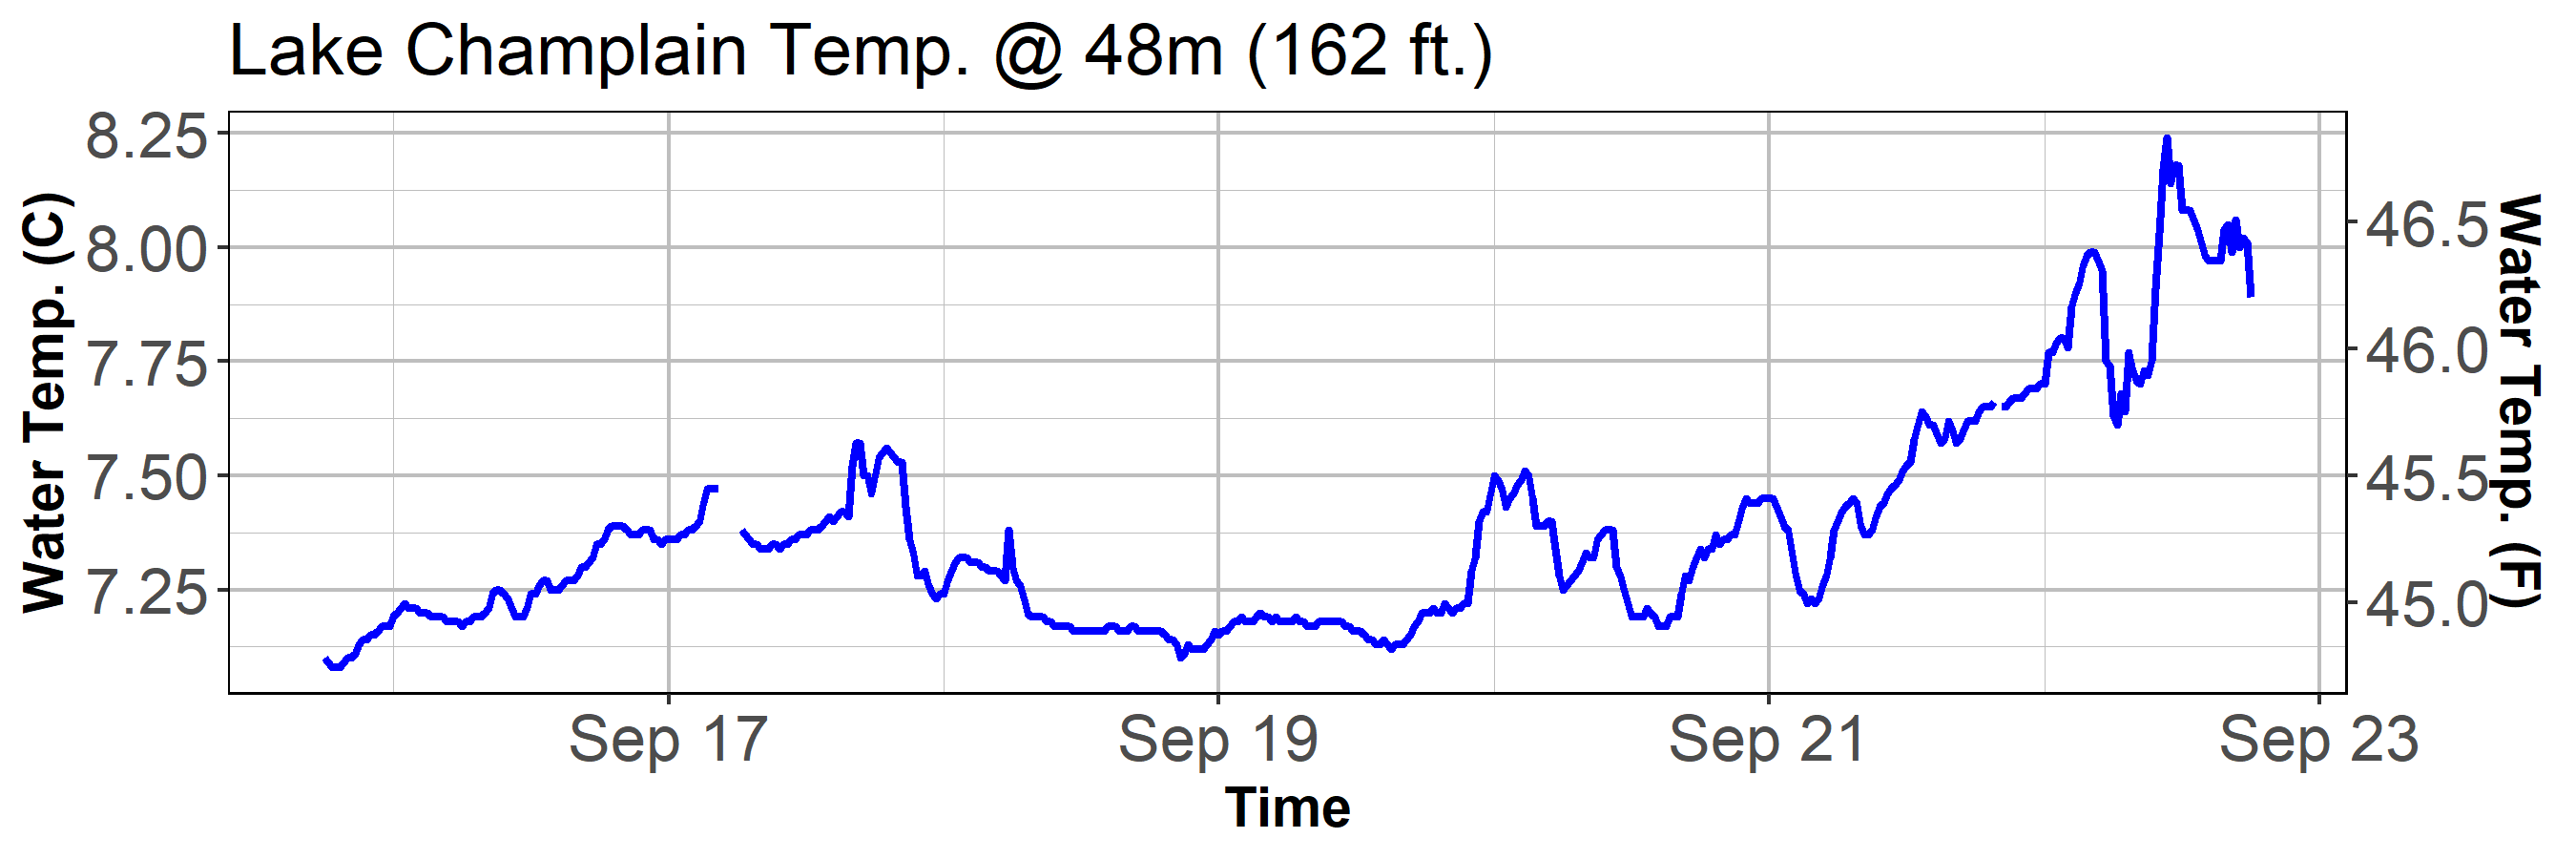 Lake Champlain Temp. @ 48m (162 ft.)
Water Temp. (C)
8.25
8.00
7.75
7.50
7.25
46.5
46.0
45.5
45.0
Water Temp. (F)
Sep 17
Sep 19
Sep 21
Sep 23
Time